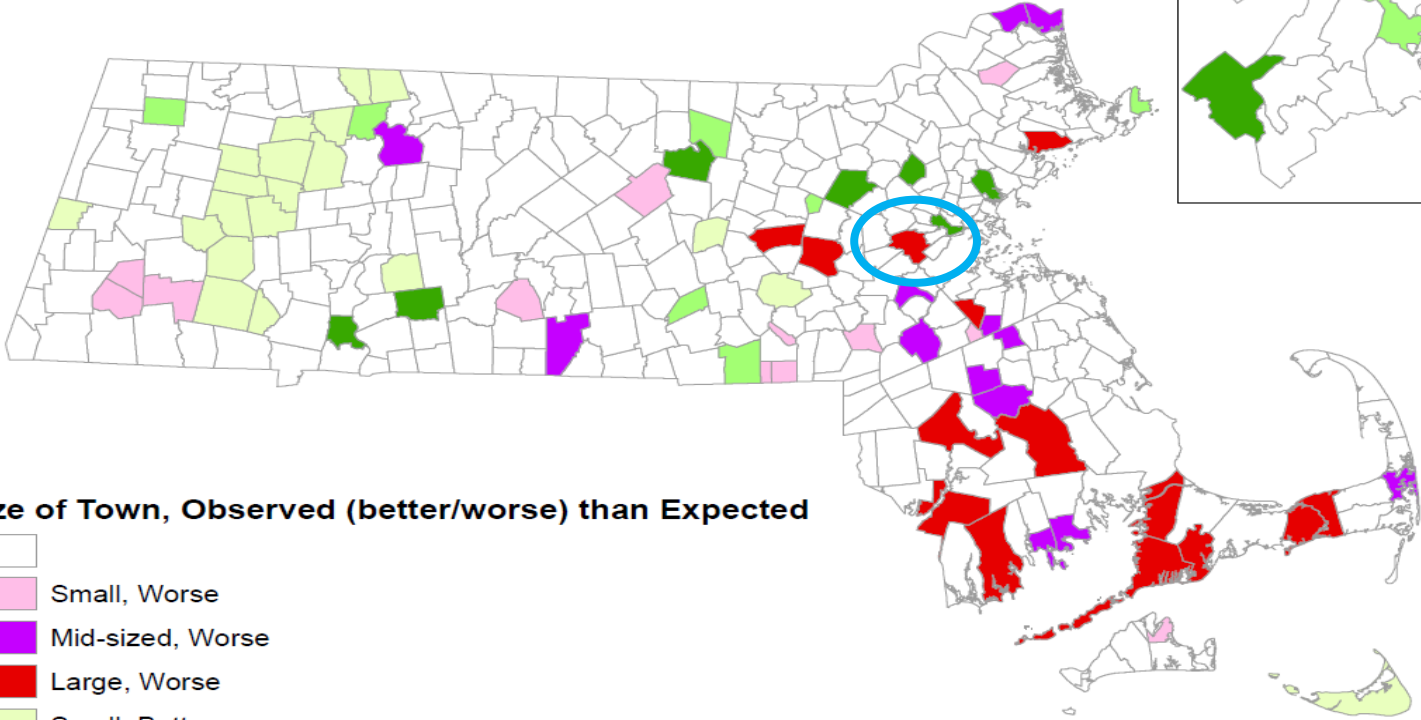 ze of Town, Observed (better/worse) than Expected
Small, Worse
Mid-sized, Worse
Large, Worse